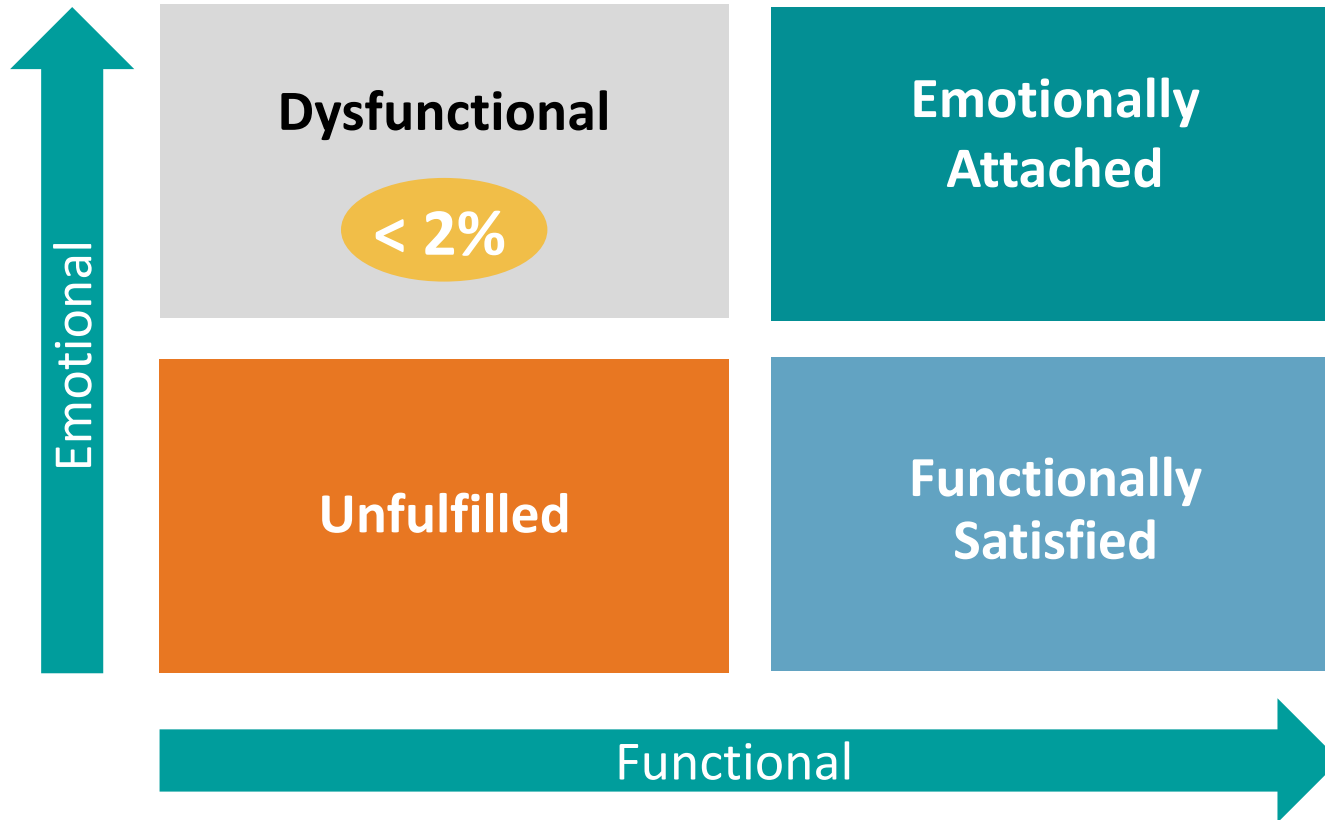 Emotional
Dysfunctional
< 2%
Emotionally
Attached
Unfulfilled
Functionally
Satisfied
Functional